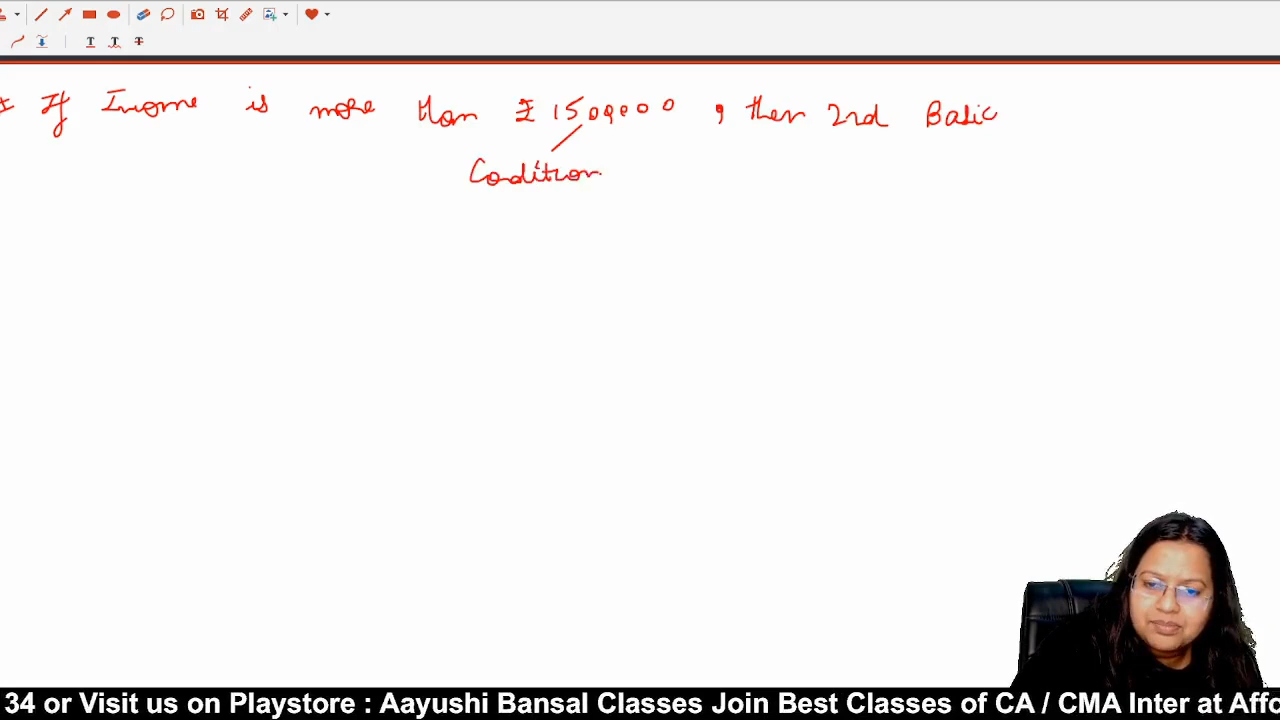 If Income is more than ₹ 1500000 , then 2nd Basic
Condition
34 or Visit us on Playstore : Aayushi Bansal Classes Join Best Classes of CA / CMA Inter at Affo